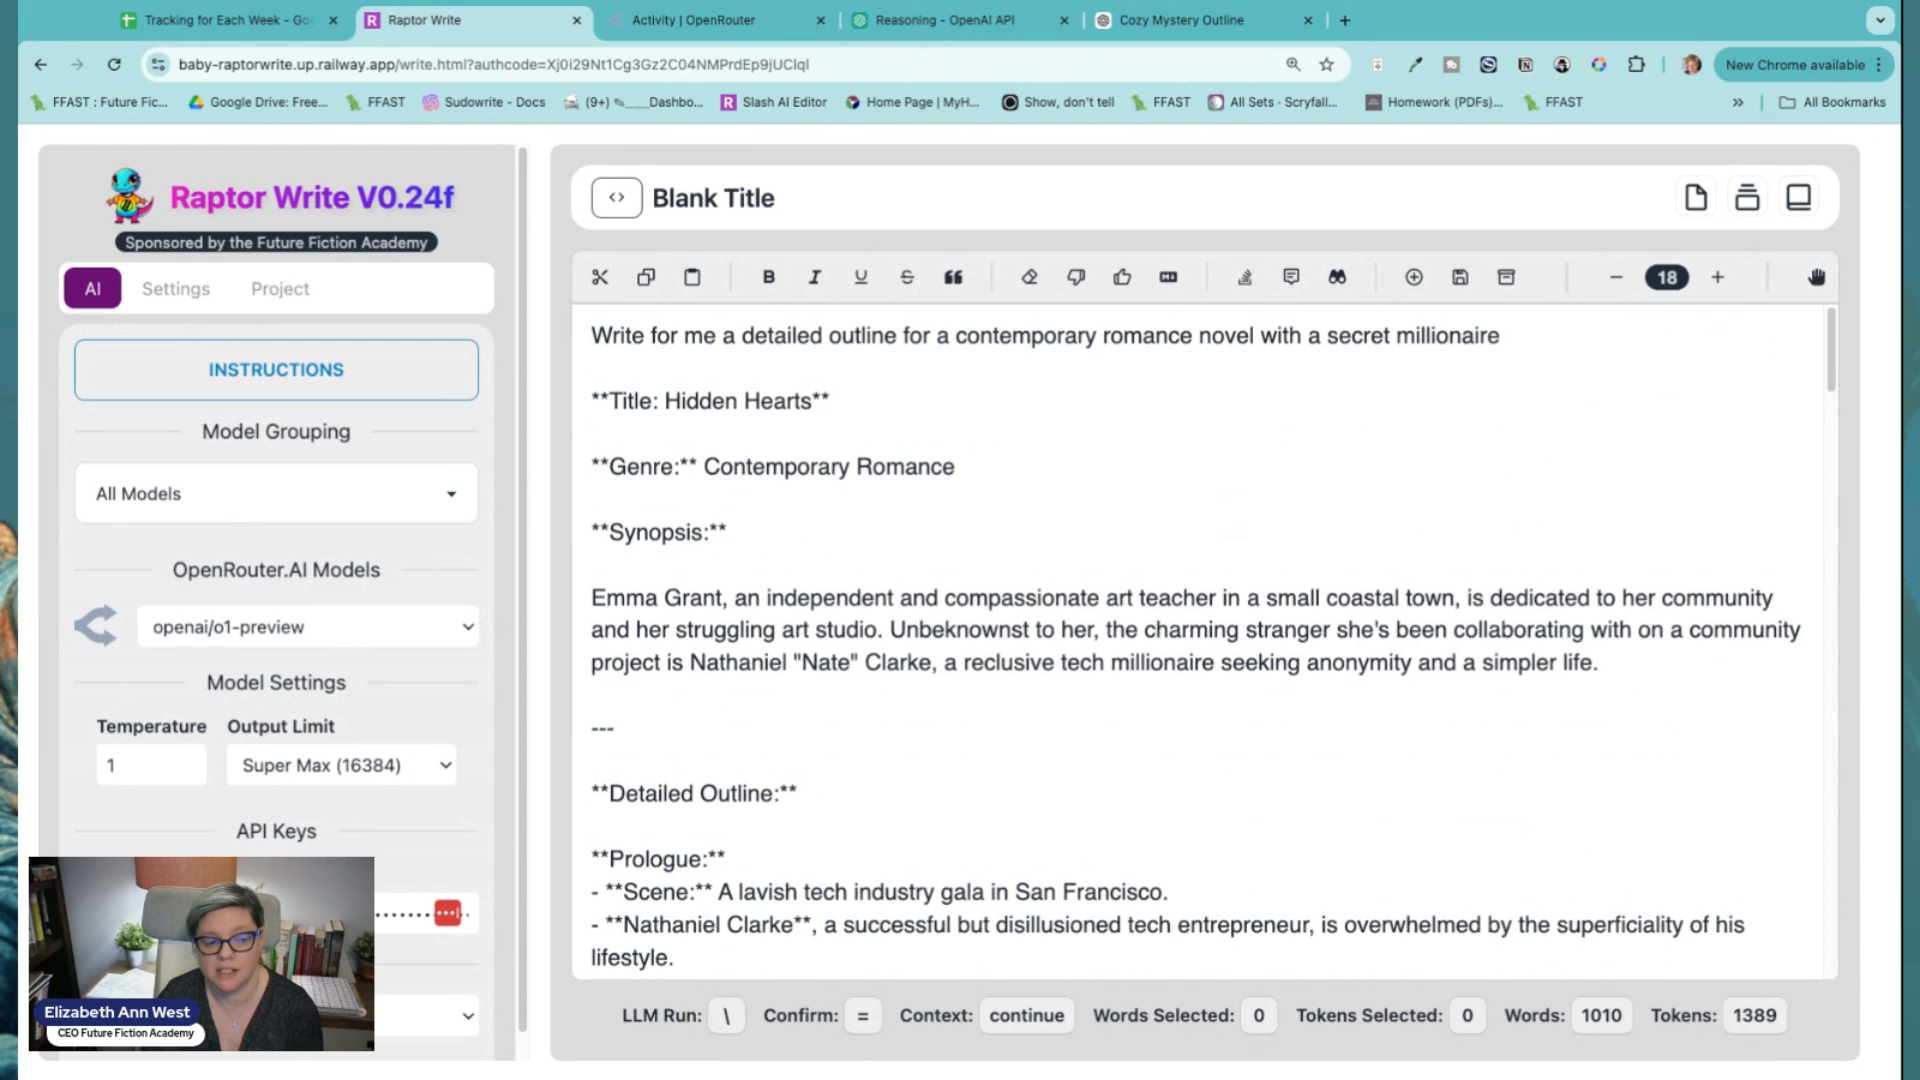 Tracking for Each Week - Goo
Raptor Write
Activity | OpenRouter
Reasoning - OpenAI API
Cozy Mystery Outline
baby-raptorwrite.up.railway.app/write.html?authcode=Xj0i29Nt1Cg3Gz2C04NMPrdEp9jUCIqI
New Chrome available
FFAST : Future Fic...
Google Drive: Free...
FFAST
Sudowrite - Docs
(9+) ✎____Dashbo...
Slash AI Editor
Home Page | MyH...
Show, don't tell
FFAST
All Sets · Scryfall...
Homework (PDFs)...
FFAST
All Bookmarks
Raptor Write V0.24f
Sponsored by the Future Fiction Academy
AI Settings Project
INSTRUCTIONS
Model Grouping
All Models
OpenRouter.AI Models
openai/o1-preview
Model Settings
Temperature Output Limit
1 Super Max (16384)
API Keys
Elizabeth Ann West
CEO Future Fiction Academy
Blank Title
B I U S
18
Write for me a detailed outline for a contemporary romance novel with a secret millionaire
**Title: Hidden Hearts**
**Genre:** Contemporary Romance
**Synopsis:**
Emma Grant, an independent and compassionate art teacher in a small coastal town, is dedicated to her community
and her struggling art studio. Unbeknownst to her, the charming stranger she's been collaborating with on a community
project is Nathaniel "Nate" Clarke, a reclusive tech millionaire seeking anonymity and a simpler life.
---
**Detailed Outline:**
**Prologue:**
- **Scene:** A lavish tech industry gala in San Francisco.
- **Nathaniel Clarke**, a successful but disillusioned tech entrepreneur, is overwhelmed by the superficiality of his
lifestyle.
LLM Run: \ Confirm: = Context: continue Words Selected: 0 Tokens Selected: 0 Words: 1010 Tokens: 1389